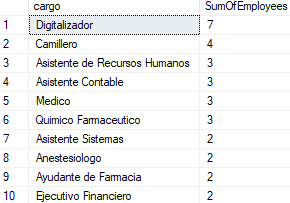 cargo SumOfEmployees
1 Digitalizador 7
2 Camillero 4
3 Asistente de Recursos Humanos 3
4 Asistente Contable 3
5 Medico 3
6 Quimico Farmaceutico 3
7 Asistente Sistemas 2
8 Anestesiologo 2
9 Ayudante de Farmacia 2
10 Ejecutivo Financiero 2